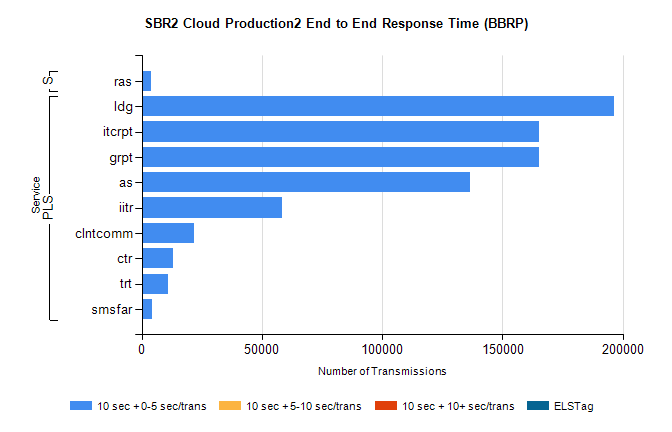 SBR2 Cloud Production2 End to End Response Time (BBRP)
S
ras
ldg
itcrpt
grpt
as
iitr
clntcomm
ctr
trt
smsfar
Service
PLS
0 50000 100000 150000 200000
Number of Transmissions
10 sec +0-5 sec/trans 10 sec +5-10 sec/trans 10 sec + 10+ sec/trans ELSTag